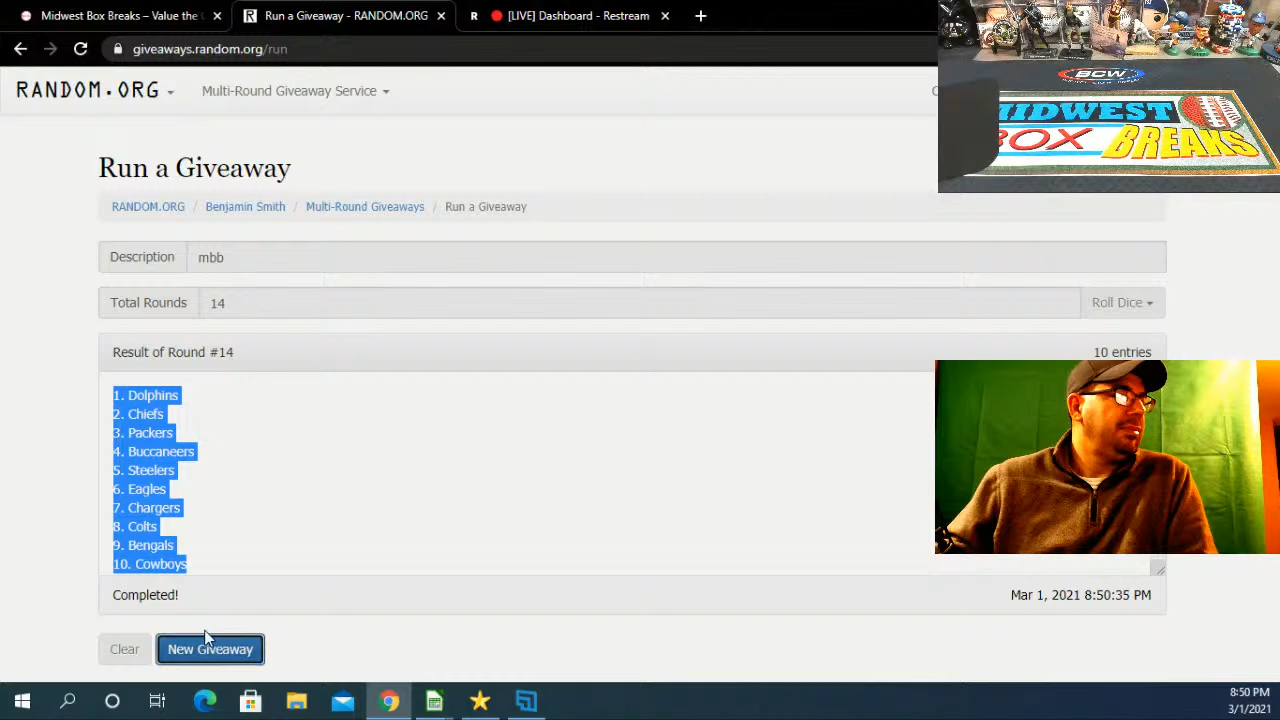 Midwest Box Breaks – Value the
Run a Giveaway - RANDOM.ORG
R [LIVE] Dashboard - Restream
giveaways.random.org/run
RANDOM.ORG
Multi-Round Giveaway Service
BCW
MIDWEST
BOX BREAKS
Run a Giveaway
RANDOM.ORG / Benjamin Smith / Multi-Round Giveaways / Run a Giveaway
Description mbb
Total Rounds 14 Roll Dice
Result of Round #14 10 entries
1. Dolphins
2. Chiefs
3. Packers
4. Buccaneers
5. Steelers
6. Eagles
7. Chargers
8. Colts
9. Bengals
10. Cowboys
Completed! Mar 1, 2021 8:50:35 PM
Clear New Giveaway
8:50 PM
3/1/2021